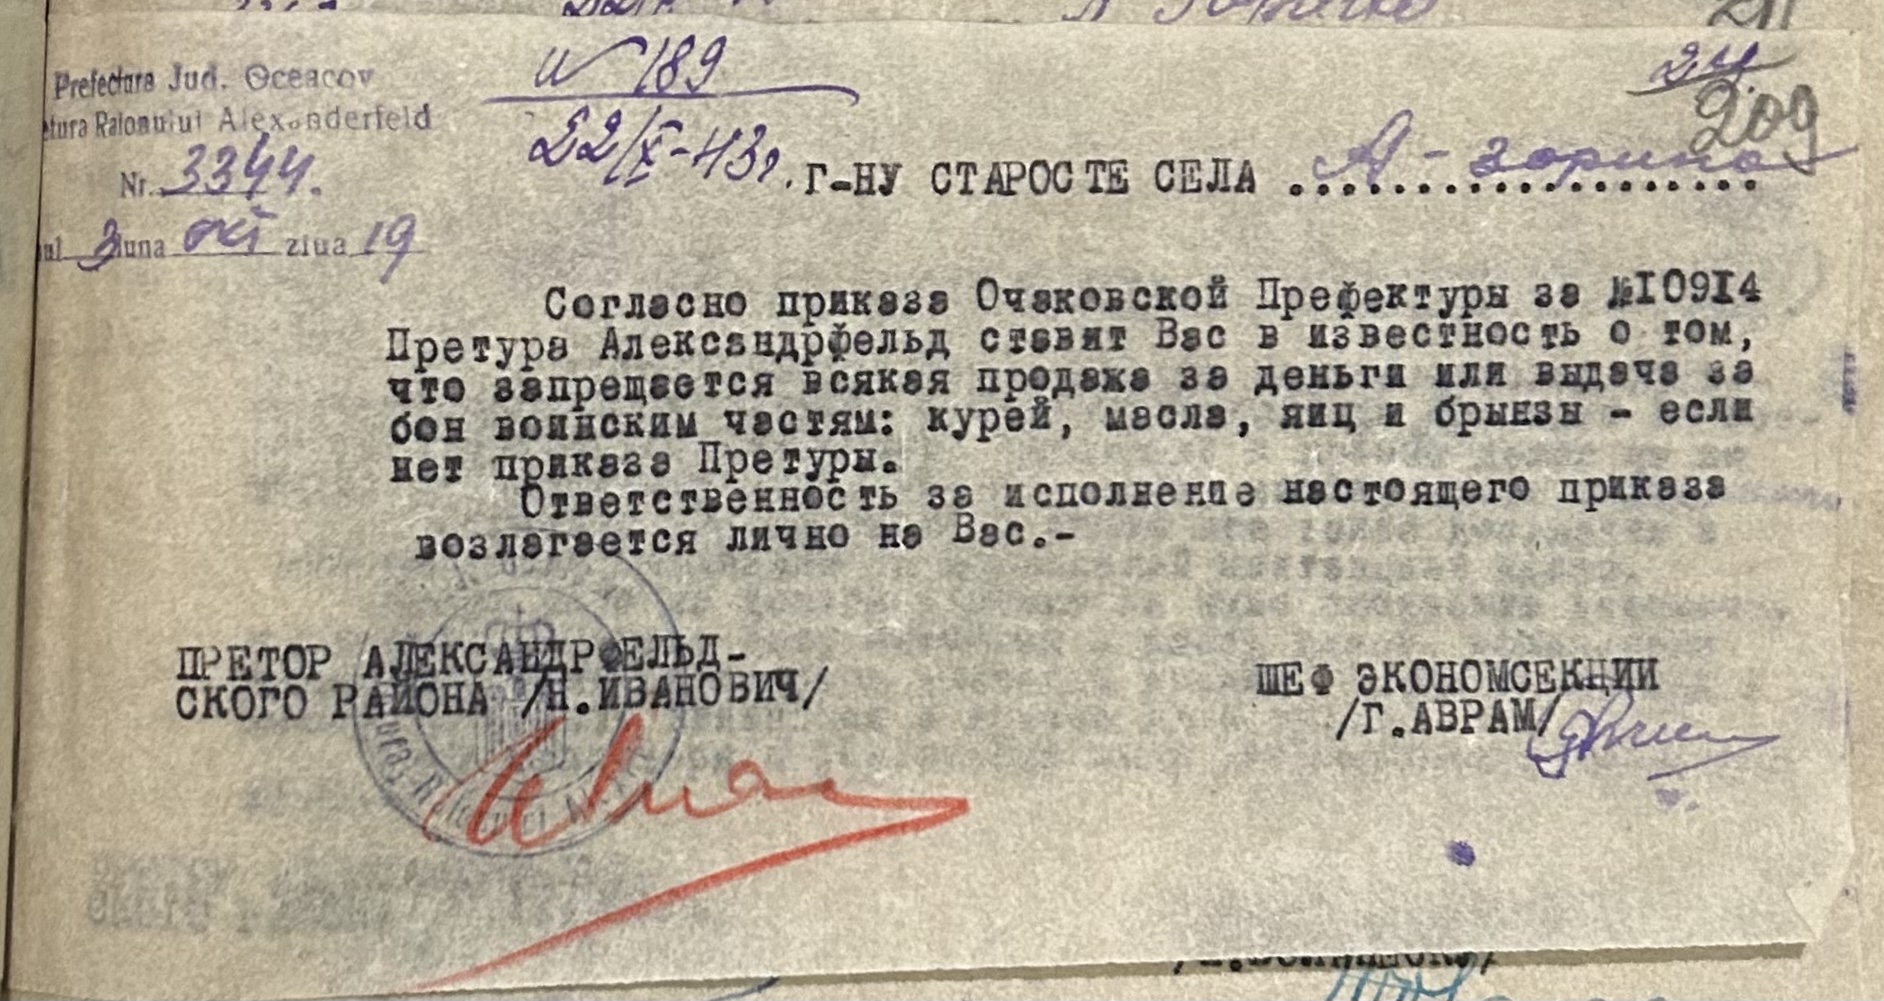 Prefectura Jud. Oceacov
tura Raionului Alexanderfeld
Nr. 3344.
ul 3 luna окт ziua 19
N 189
22/X-43г.
209
Г-НУ СТАРОСТЕ СЕЛА ...................
А-зорино
Согласно приказа Очаковской Префектуры за №10914
Претура Александрфельд ставит Вас в известность о том,
что запрещается всякая продажа за деньги или выдача за
бон воинским частям: курей, масла, яиц и брынзы - если
нет приказа Претуры.
Ответственность за исполнение настоящего приказа
возлагается лично на Вас.-
ПРЕТОР АЛЕКСАНДРФЕЛЬД-
СКОГО РАЙОНА /Н.ИВАНОВИЧ/
ШЕФ ЭКОНОМСЕКЦИИ
/Г.АВРАМ/